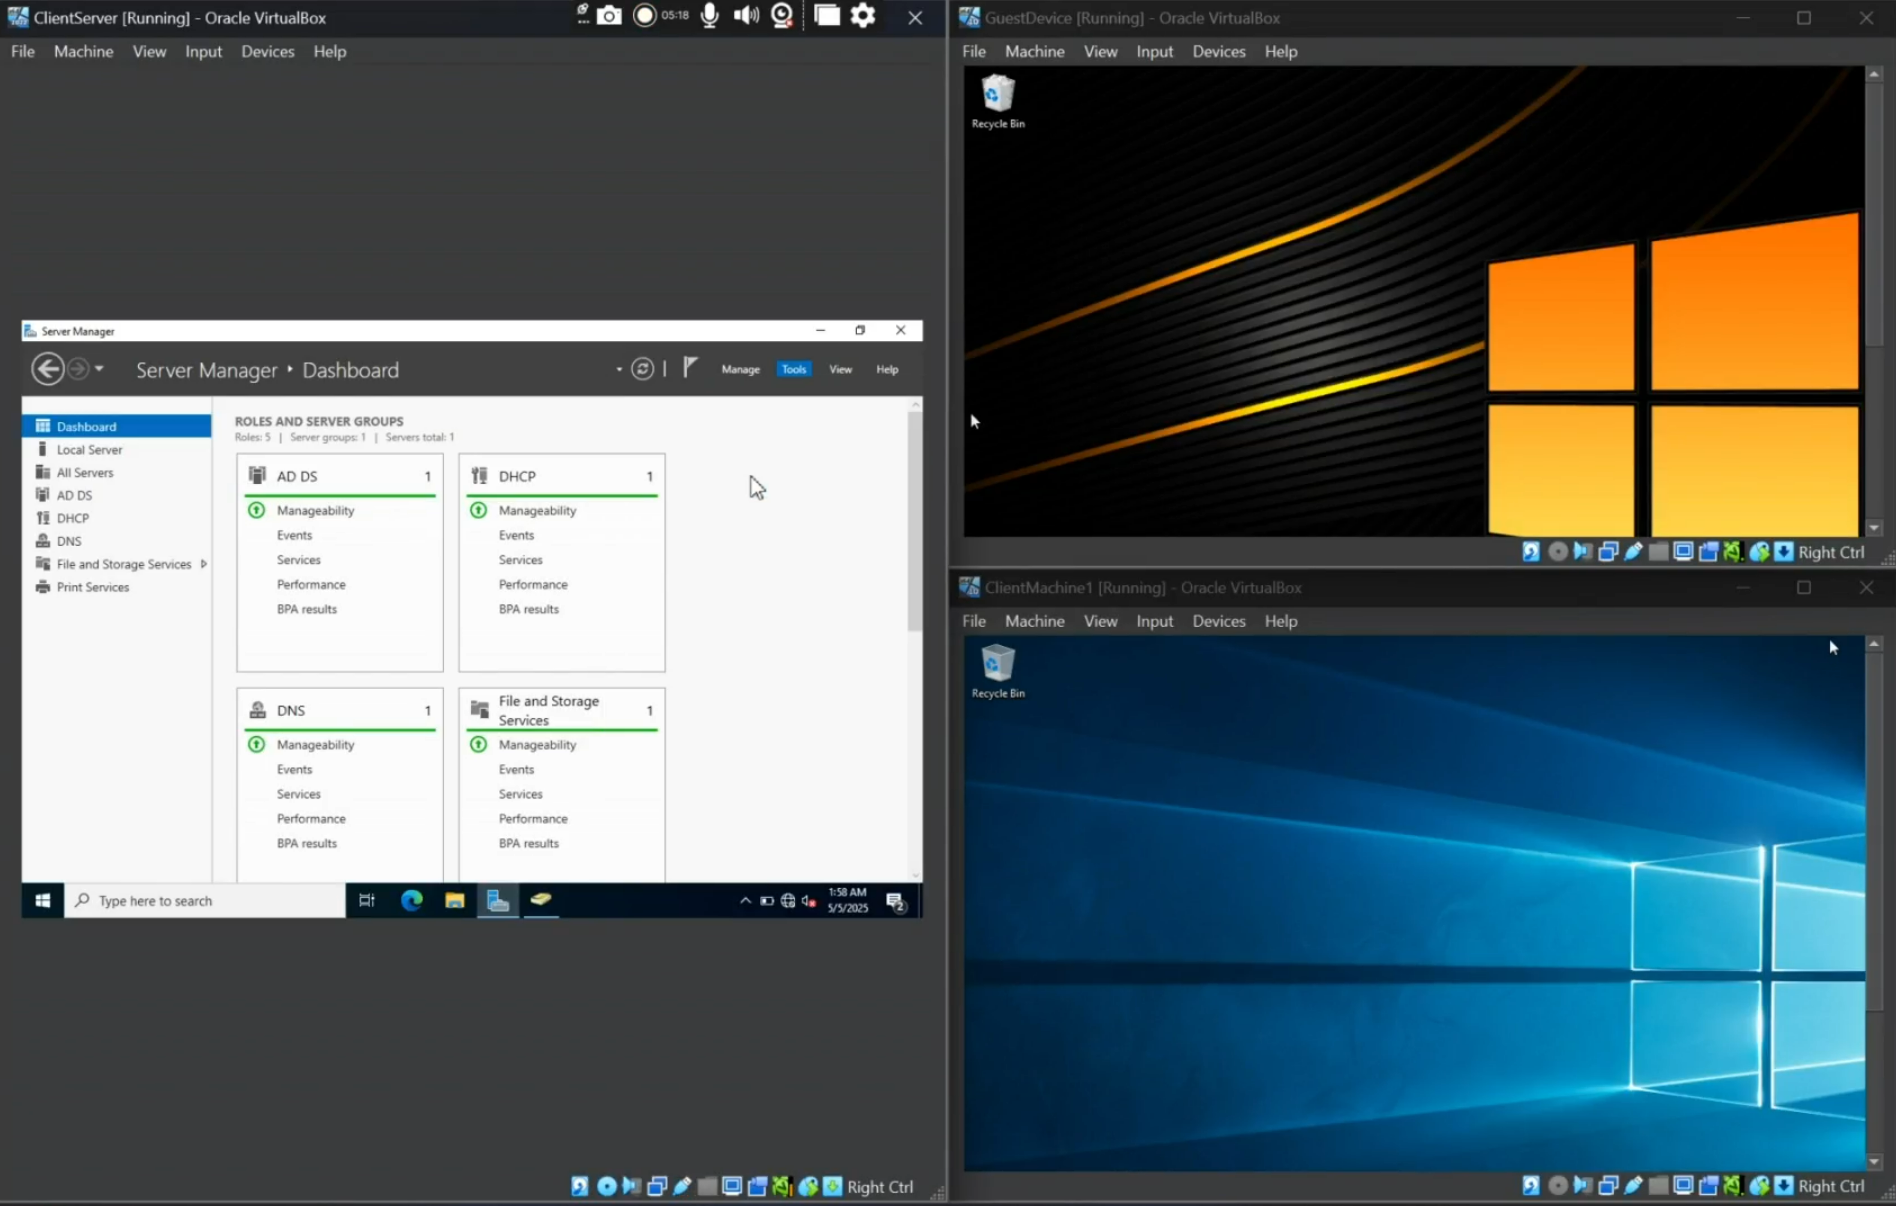 ClientServer [Running] - Oracle VirtualBox
05:18
File Machine View Input Devices Help
Server Manager
Server Manager • Dashboard
Manage Tools View Help
Dashboard
Local Server
All Servers
AD DS
DHCP
DNS
File and Storage Services
Print Services
ROLES AND SERVER GROUPS
Roles: 5 | Server groups: 1 | Servers total: 1
AD DS 1
Manageability
Events
Services
Performance
BPA results
DHCP 1
Manageability
Events
Services
Performance
BPA results
DNS 1
Manageability
Events
Services
Performance
BPA results
File and Storage
Services 1
Manageability
Events
Services
Performance
BPA results
Type here to search
1:58 AM
5/5/2025
2
Right Ctrl
GuestDevice [Running] - Oracle VirtualBox
File Machine View Input Devices Help
Recycle Bin
Right Ctrl
ClientMachine1 [Running] - Oracle VirtualBox
File Machine View Input Devices Help
Recycle Bin
Right Ctrl